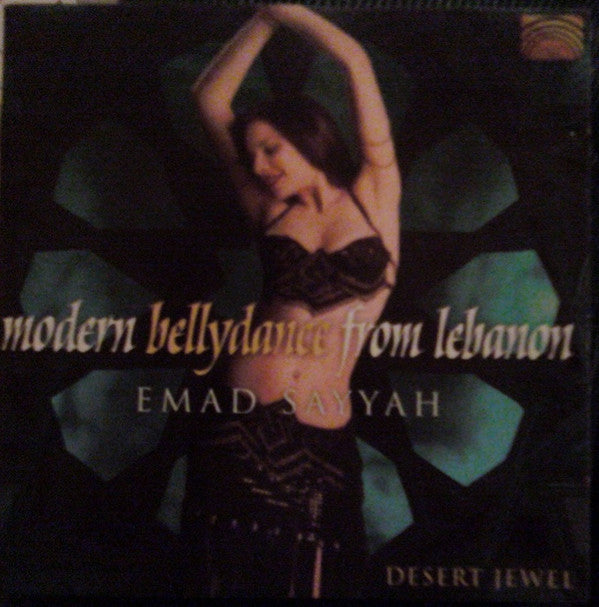 modern bellydance from lebanon
EMAD SAYYAH
DESERT JEWEL